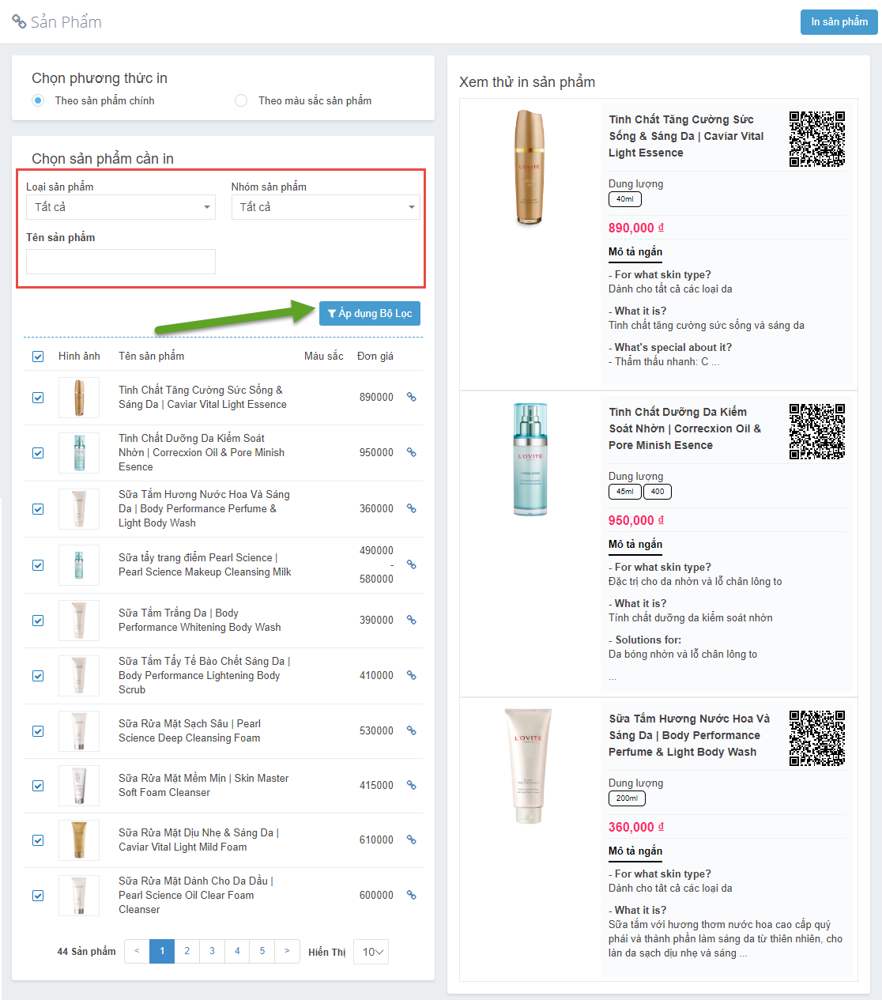 Sản Phẩm
In sản phẩm
Chọn phương thức in
Theo sản phẩm chính
Theo màu sắc sản phẩm
Chọn sản phẩm cần in
Loại sản phẩm
Nhóm sản phẩm
Tất cả
Tất cả
Tên sản phẩm
Áp dụng Bộ Lọc
Hình ảnh Tên sản phẩm Màu sắc Đơn giá
Tinh Chất Tăng Cường Sức Sống &
Sáng Da | Caviar Vital Light Essence
890000
Tinh Chất Dưỡng Da Kiểm Soát
Nhờn | Correcxion Oil & Pore Minish
Esence
950000
Sữa Tắm Hương Nước Hoa Và Sáng
Da | Body Performance Perfume &
Light Body Wash
360000
Sữa tẩy trang điểm Pearl Science |
Pearl Science Makeup Cleansing Milk
490000
-
580000
Sữa Tắm Trắng Da | Body
Performance Whitening Body Wash
390000
Sữa Tắm Tẩy Tế Bào Chết Sáng Da |
Body Performance Lightening Body
Scrub
410000
Sữa Rửa Mặt Sạch Sâu | Pearl
Science Deep Cleansing Foam
530000
Sữa Rửa Mặt Mềm Mịn | Skin Master
Soft Foam Cleanser
415000
Sữa Rửa Mặt Dịu Nhẹ & Sáng Da |
Caviar Vital Light Mild Foam
610000
Sữa Rửa Mặt Dành Cho Da Dầu |
Pearl Science Oil Clear Foam
Cleanser
600000
44 Sản phẩm < 1 2 3 4 5 > Hiển Thị 10
Xem thử in sản phẩm
LOVITE
Tinh Chất Tăng Cường Sức
Sống & Sáng Da | Caviar Vital
Light Essence
Dung lượng
40ml
890,000 ₫
Mô tả ngắn
- For what skin type?
Dành cho tất cả các loại da
- What it is?
Tinh chất tăng cường sức sống và sáng da
- What's special about it?
- Thẩm thấu nhanh: C ...
LOVITE
Tinh Chất Dưỡng Da Kiểm
Soát Nhờn | Correcxion Oil &
Pore Minish Esence
Dung lượng
45ml 400
950,000 ₫
Mô tả ngắn
- For what skin type?
Đặc trị cho da nhờn và lỗ chân lông to
- What it is?
Tính chất dưỡng da kiểm soát nhờn
- Solutions for:
Da bóng nhờn và lỗ chân lông to
...
LOVITE
Sữa Tắm Hương Nước Hoa Và
Sáng Da | Body Performance
Perfume & Light Body Wash
Dung lượng
200ml
360,000 ₫
Mô tả ngắn
- For what skin type?
Dành cho tất cả các loại da
- What it is?
Sữa tắm với hương thơm nước hoa cao cấp quý
phái và thành phần làm sáng da từ thiên nhiên, cho
làn da sạch dịu nhẹ và sáng ...